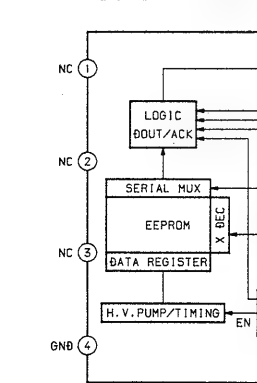 NC 1
LOGIC
DOUT/ACK
NC 2
SERIAL MUX
EEPROM
X DEC
NC 3
DATA REGISTER
H.V.PUMP/TIMING
EN
GND 4